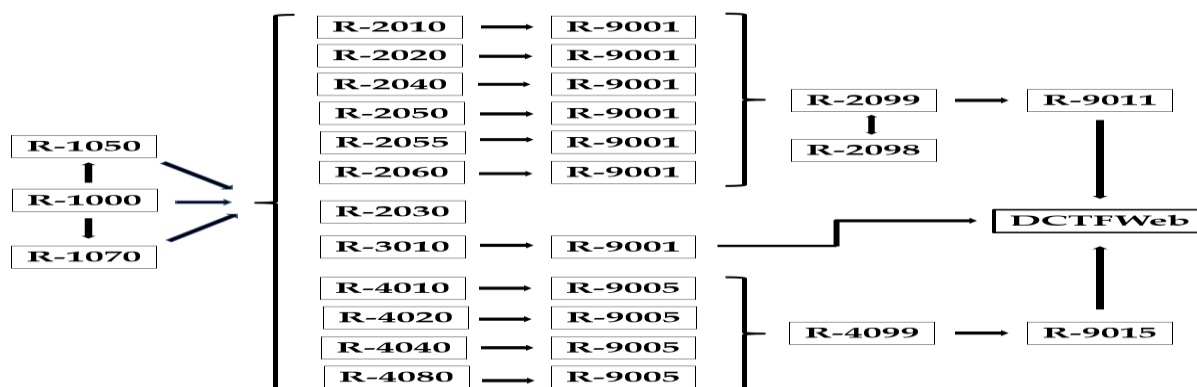 R-2010 R-9001
R-2020 R-9001
R-2040 R-9001
R-2050 R-9001
R-2055 R-9001
R-2060 R-9001
R-2030
R-3010 R-9001
R-4010 R-9005
R-4020 R-9005
R-4040 R-9005
R-4080 R-9005
R-1050
R-1000
R-1070
R-2099 R-9011
R-2098
DCTFWeb
R-4099 R-9015